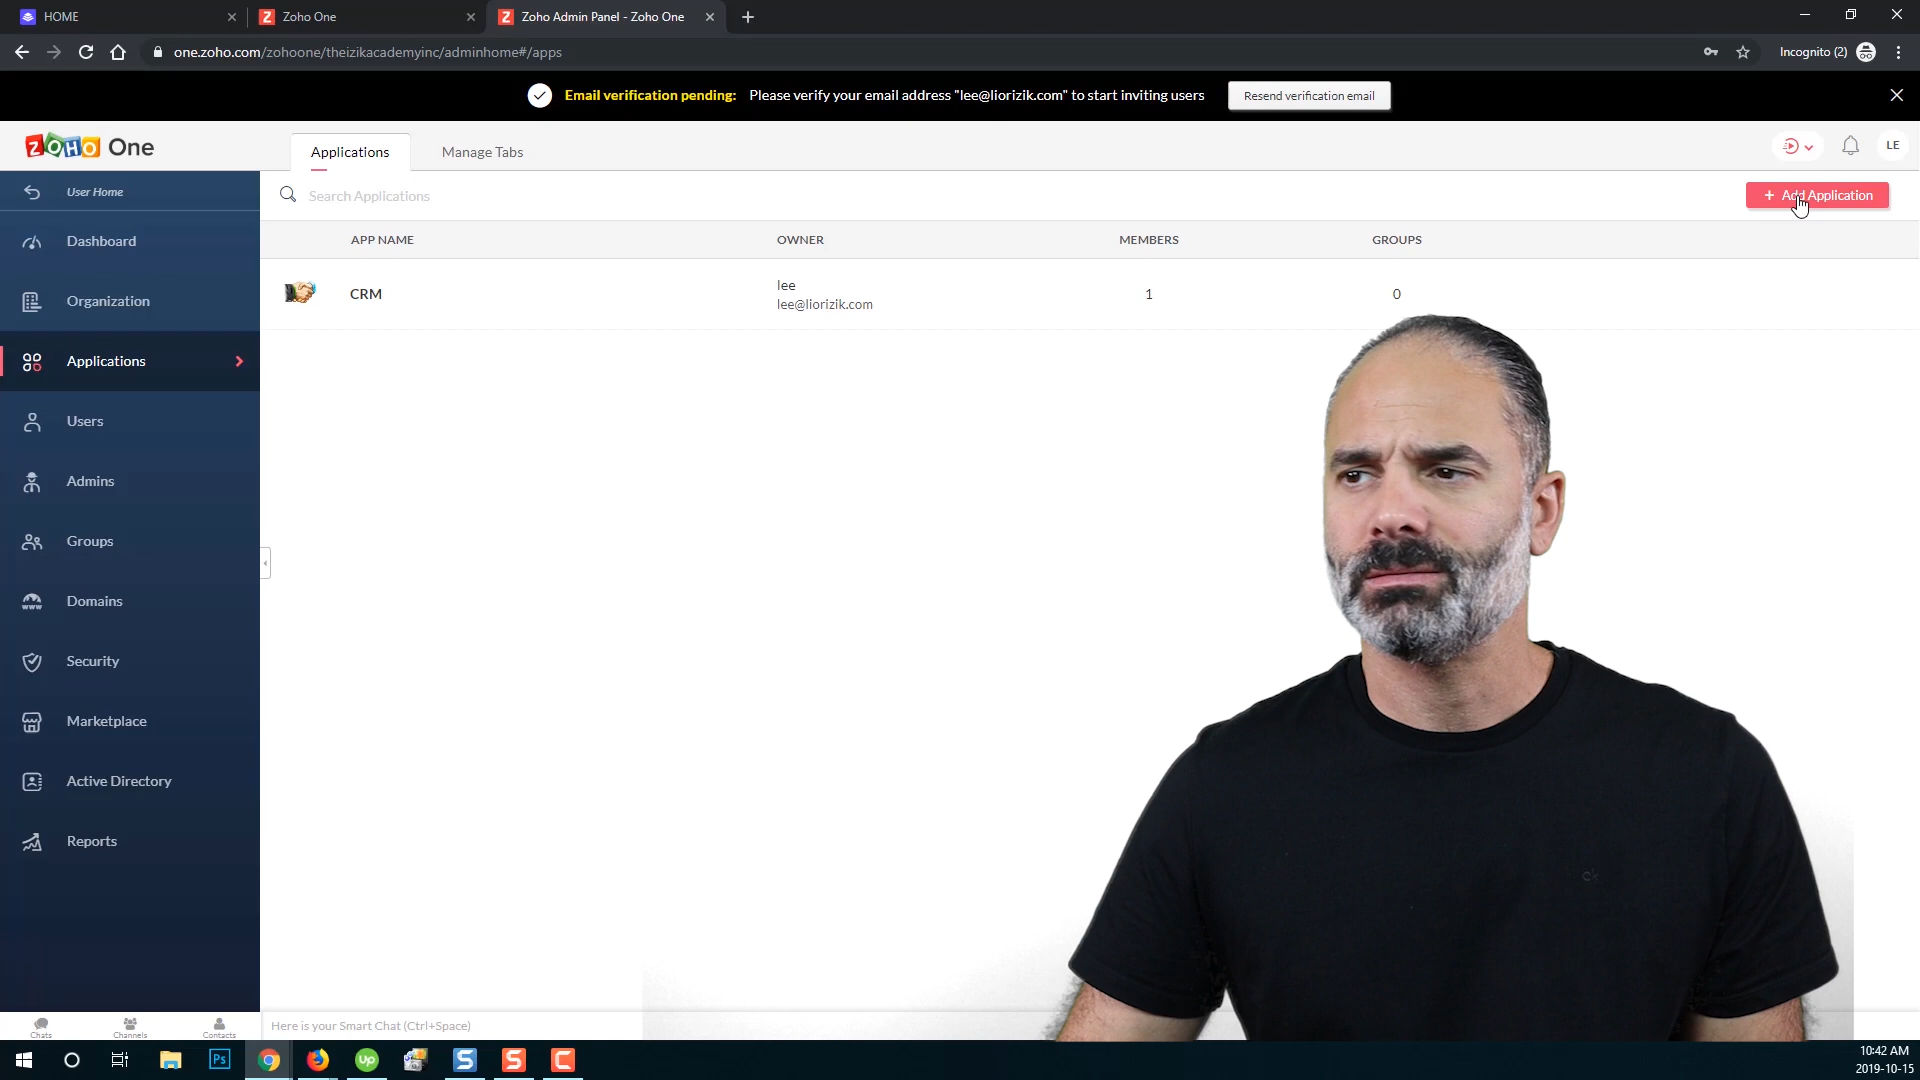 HOME
Zoho One
Zoho Admin Panel - Zoho One
one.zoho.com/zohoone/theizikacademyinc/adminhome#/apps
Incognito (2)
Email verification pending: Please verify your email address "lee@liorizik.com" to start inviting users
Resend verification email
ZOHO One
Applications
Manage Tabs
LE
User Home
Search Applications
+ Add Application
Dashboard
APP NAME
OWNER
MEMBERS
GROUPS
Organization
CRM
lee
lee@liorizik.com
1
0
Applications
Users
Admins
Groups
Domains
Security
Marketplace
Active Directory
Reports
ck
Chats
Channels
Contacts
Here is your Smart Chat (Ctrl+Space)
Ps
up
S
S
C
10:42 AM
2019-10-15